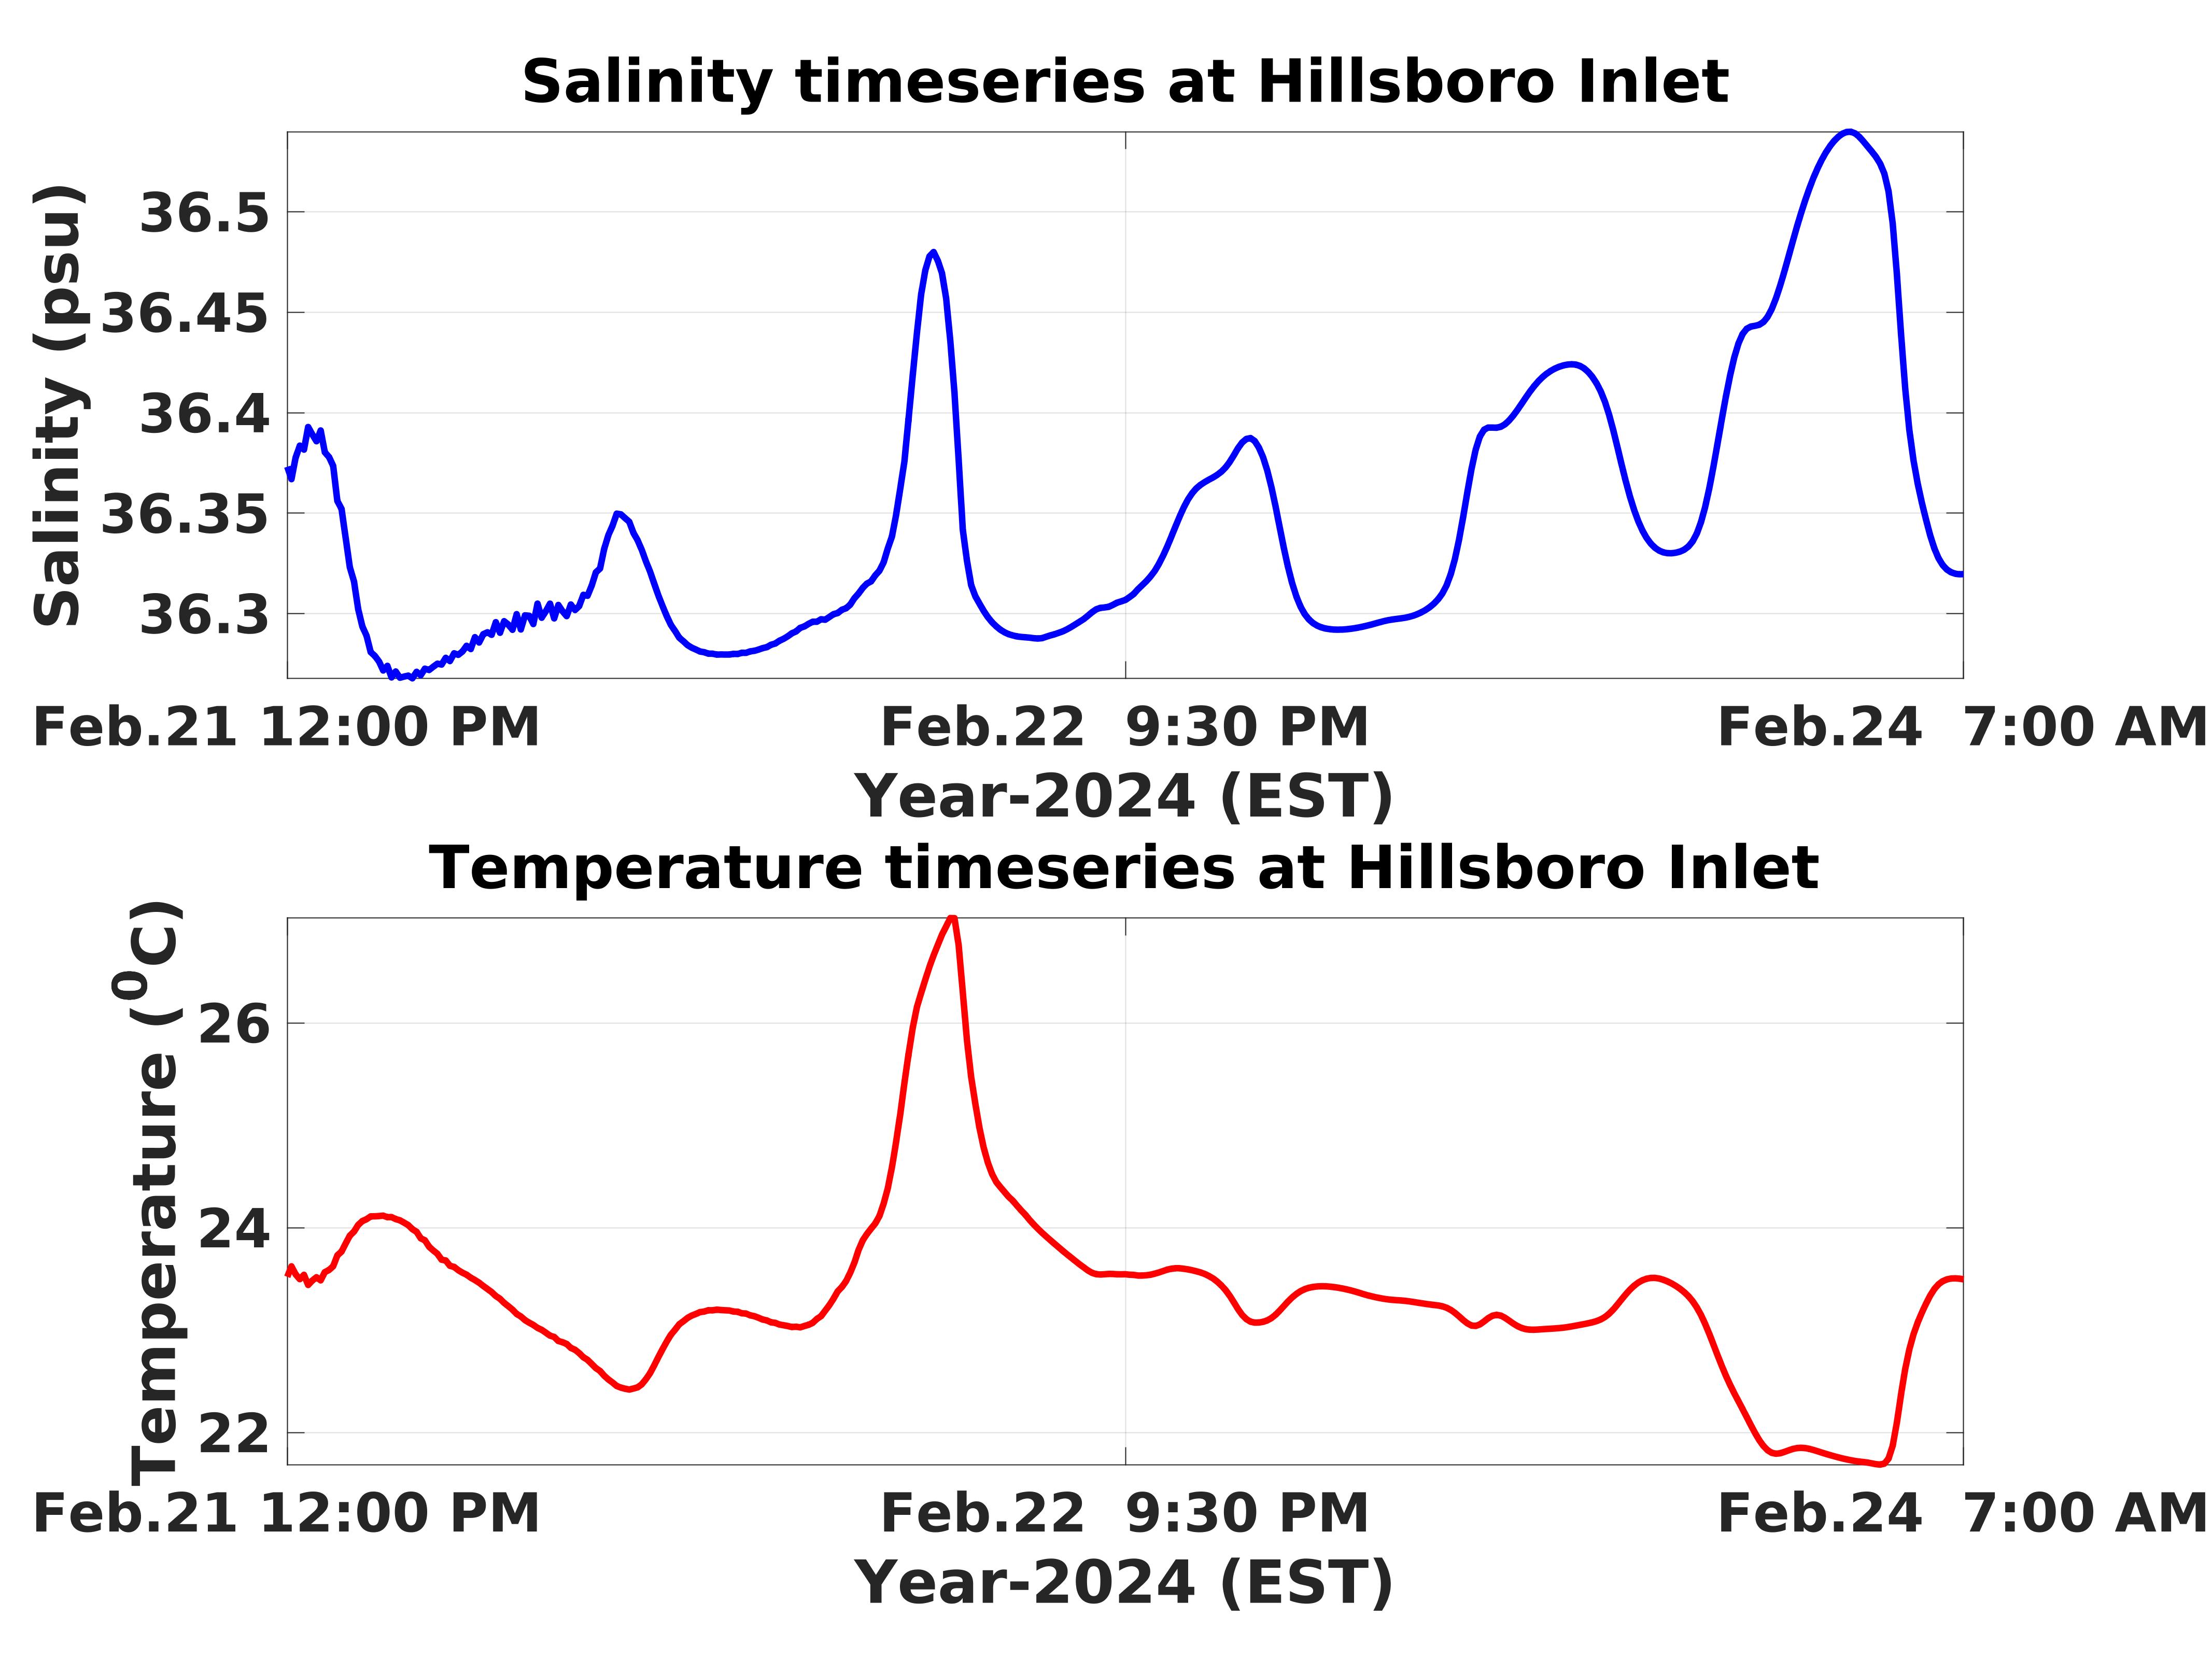 Salinity timeseries at Hillsboro Inlet
Salinity (psu)
36.5
36.45
36.4
36.35
36.3
Feb.21 12:00 PM
Feb.22 9:30 PM
Feb.24 7:00 AM
Year-2024 (EST)
Temperature timeseries at Hillsboro Inlet
Temperature (⁰C)
26
24
22
Feb.21 12:00 PM
Feb.22 9:30 PM
Feb.24 7:00 AM
Year-2024 (EST)